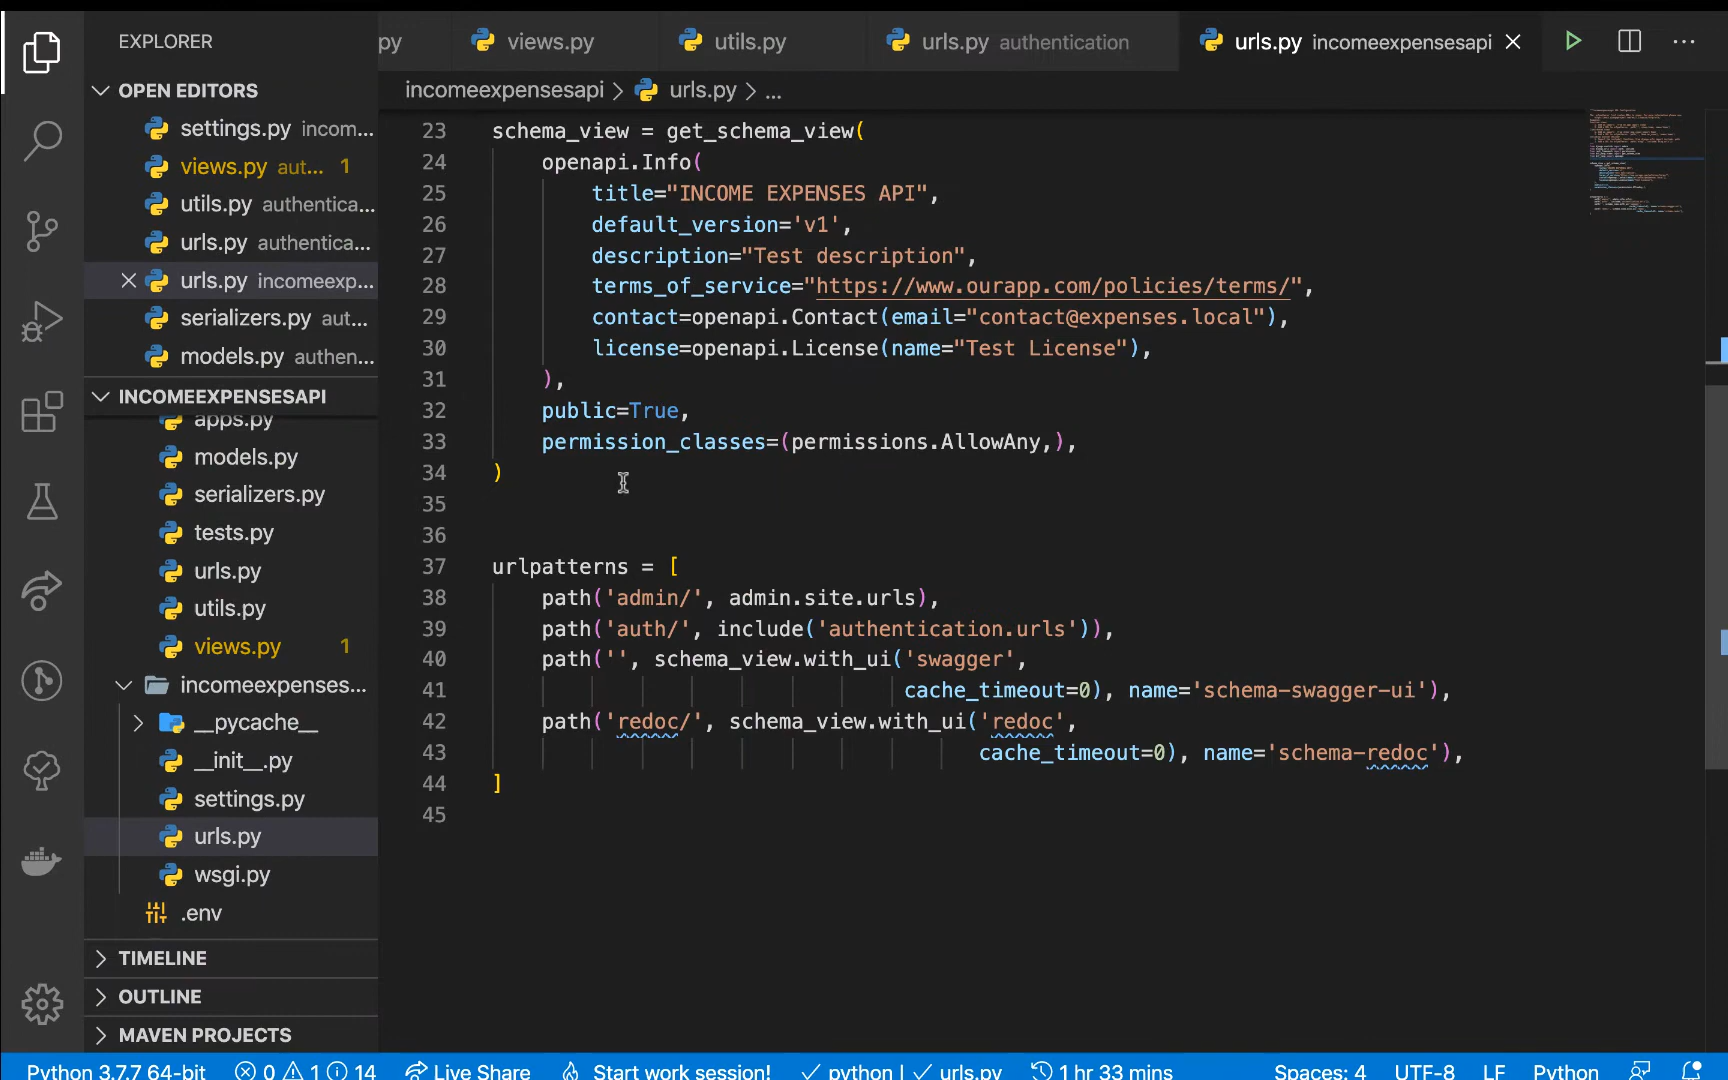 EXPLORER
py
views.py
utils.py
urls.py authentication
urls.py incomeexpensesapi
OPEN EDITORS
incomeexpensesapi > urls.py > ...
settings.py incom...
views.py aut... 1
utils.py authentica...
urls.py authentica...
urls.py incomeexp...
serializers.py aut...
models.py authen...
INCOMEEXPENSESAPI
apps.py
models.py
serializers.py
tests.py
urls.py
utils.py
views.py 1
incomeexpenses...
__pycache__
__init__.py
settings.py
urls.py
wsgi.py
.env
TIMELINE
OUTLINE
MAVEN PROJECTS
23 schema_view = get_schema_view(
24 openapi.Info(
25 title="INCOME EXPENSES API",
26 default_version='v1',
27 description="Test description",
28 terms_of_service="https://www.ourapp.com/policies/terms/",
29 contact=openapi.Contact(email="contact@expenses.local"),
30 license=openapi.License(name="Test License"),
31 ),
32 public=True,
33 permission_classes=(permissions.AllowAny,),
34 )
35
36
37 urlpatterns = [
38 path('admin/', admin.site.urls),
39 path('auth/', include('authentication.urls')),
40 path('', schema_view.with_ui('swagger',
41 cache_timeout=0), name='schema-swagger-ui'),
42 path('redoc/', schema_view.with_ui('redoc',
43 cache_timeout=0), name='schema-redoc'),
44 ]
45
Python 3.7.7 64-bit 0 1 14 Live Share Start work session! python | urls.py 1 hr 33 mins Spaces: 4 UTF-8 LF Python